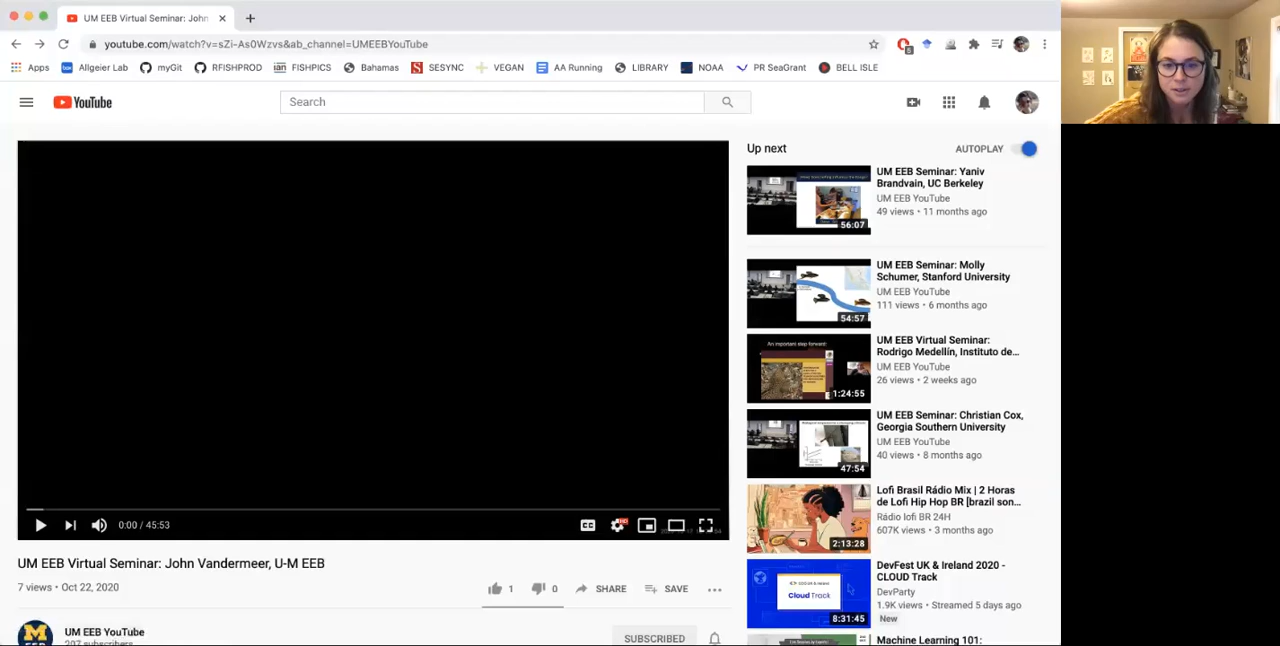 UM EEB Virtual Seminar: John
youtube.com/watch?v=sZi-As0Wzvs&ab_channel=UMEEBYouTube
8
Apps
Allgeier Lab
myGit
RFISHPROD
FISHPICS
Bahamas
SESYNC
VEGAN
AA Running
LIBRARY
NOAA
PR SeaGrant
BELL ISLE
YouTube
Search
Up next
AUTOPLAY
56:07
UM EEB Seminar: Yaniv
Brandvain, UC Berkeley
UM EEB YouTube
49 views • 11 months ago
54:57
UM EEB Seminar: Molly
Schumer, Stanford University
UM EEB YouTube
111 views • 6 months ago
An important step forward:
1:24:55
UM EEB Virtual Seminar:
Rodrigo Medellín, Instituto de...
UM EEB YouTube
26 views • 2 weeks ago
47:54
UM EEB Seminar: Christian Cox,
Georgia Southern University
UM EEB YouTube
40 views • 8 months ago
2:13:28
Lofi Brasil Rádio Mix | 2 Horas
de Lofi Hip Hop BR [brazil son...
Rádio lofi BR 24H
607K views • 3 months ago
Cloud Track
8:31:45
DevFest UK & Ireland 2020 -
CLOUD Track
DevParty
1.9K views • Streamed 5 days ago
New
Machine Learning 101:
0:00 / 45:53
CC
HD
UM EEB Virtual Seminar: John Vandermeer, U-M EEB
7 views • Oct 22, 2020
1
0
SHARE
SAVE
M
UM EEB YouTube
207 subscribers
SUBSCRIBED